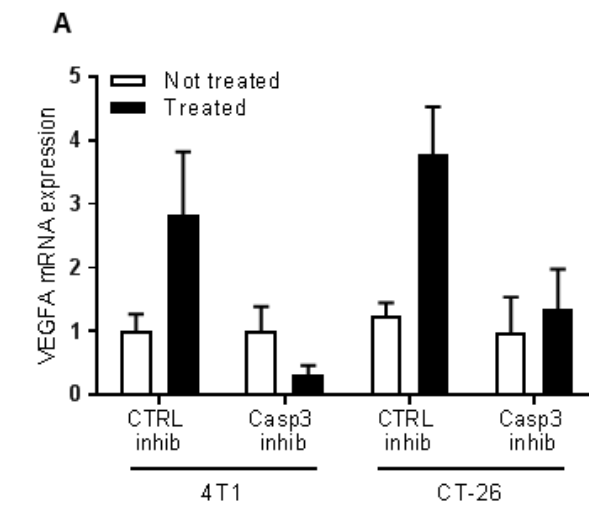 A
Not treated
Treated
VEGFA mRNA expression
5
4
3
2
1
0
CTRL inhib
Casp3 inhib
CTRL inhib
Casp3 inhib
4T1
CT-26